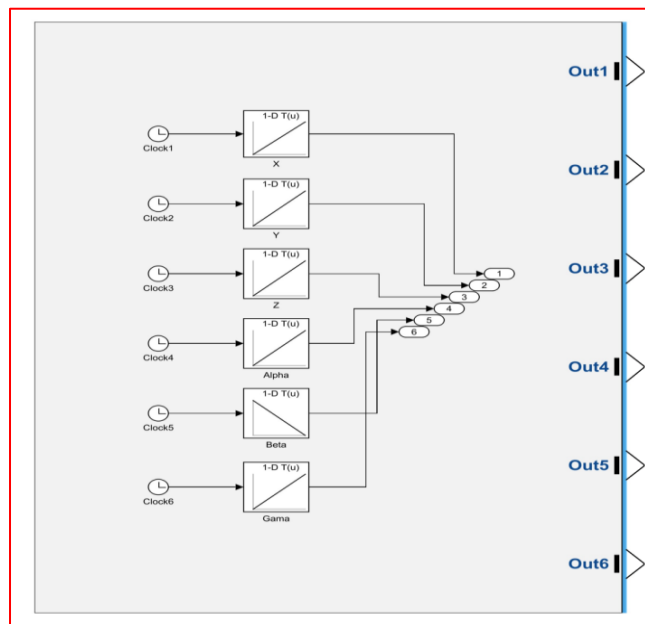 Out1
1-D T(u)
Clock1
X
Out2
1-D T(u)
Clock2
Y
1-D T(u)
Out3
1
Clock3
2
Z
3
4
1-D T(u)
5
6
Clock4
Alpha
Out4
1-D T(u)
Clock5
Beta
Out5
1-D T(u)
Clock6
Gama
Out6